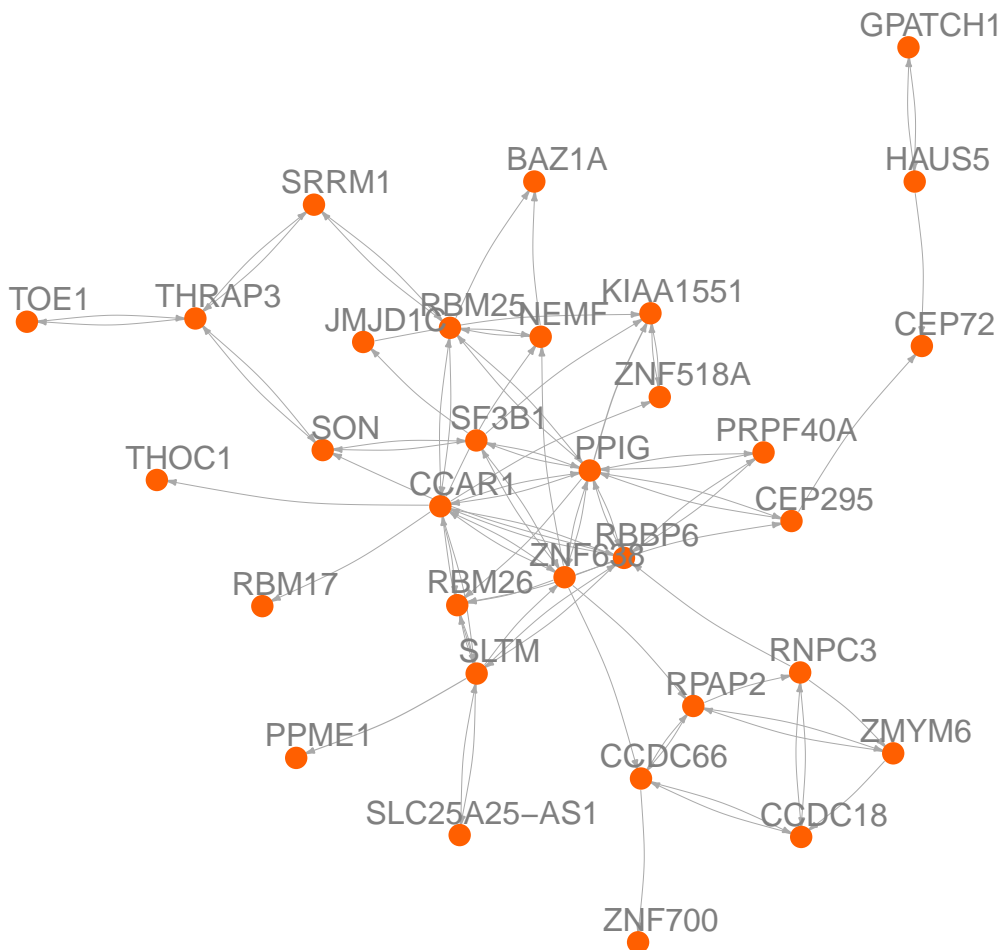 GPATCH1
BAZ1A
HAUS5
SRRM1
KIAA1551
TOE1
THRAP3
JMJD1C
RBM25
NEMF
CEP72
ZNF518A
SON
SF3B1
PRPF40A
THOC1
PPIG
CCAR1
CEP295
RBBP6
ZNF638
RBM17
RBM26
SLTM
RNPC3
RPAP2
PPME1
ZMYM6
CCDC66
SLC25A25−AS1
CCDC18
ZNF700